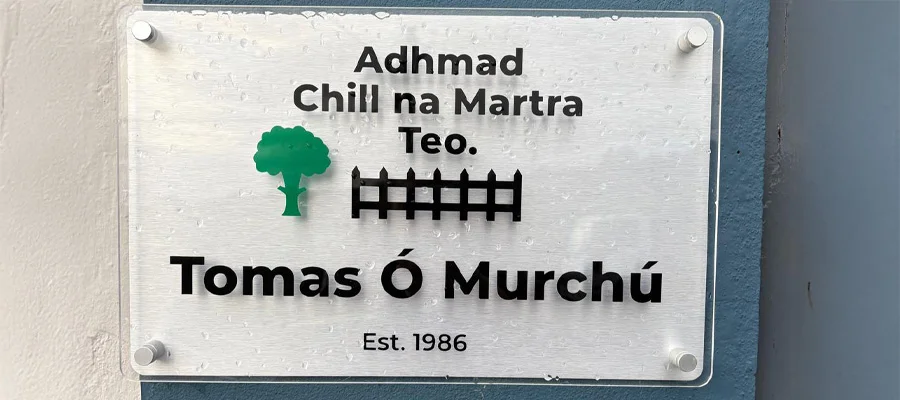 Adhmad
Chill na Martra
Teo.
Tomas Ó Murchú
Est. 1986